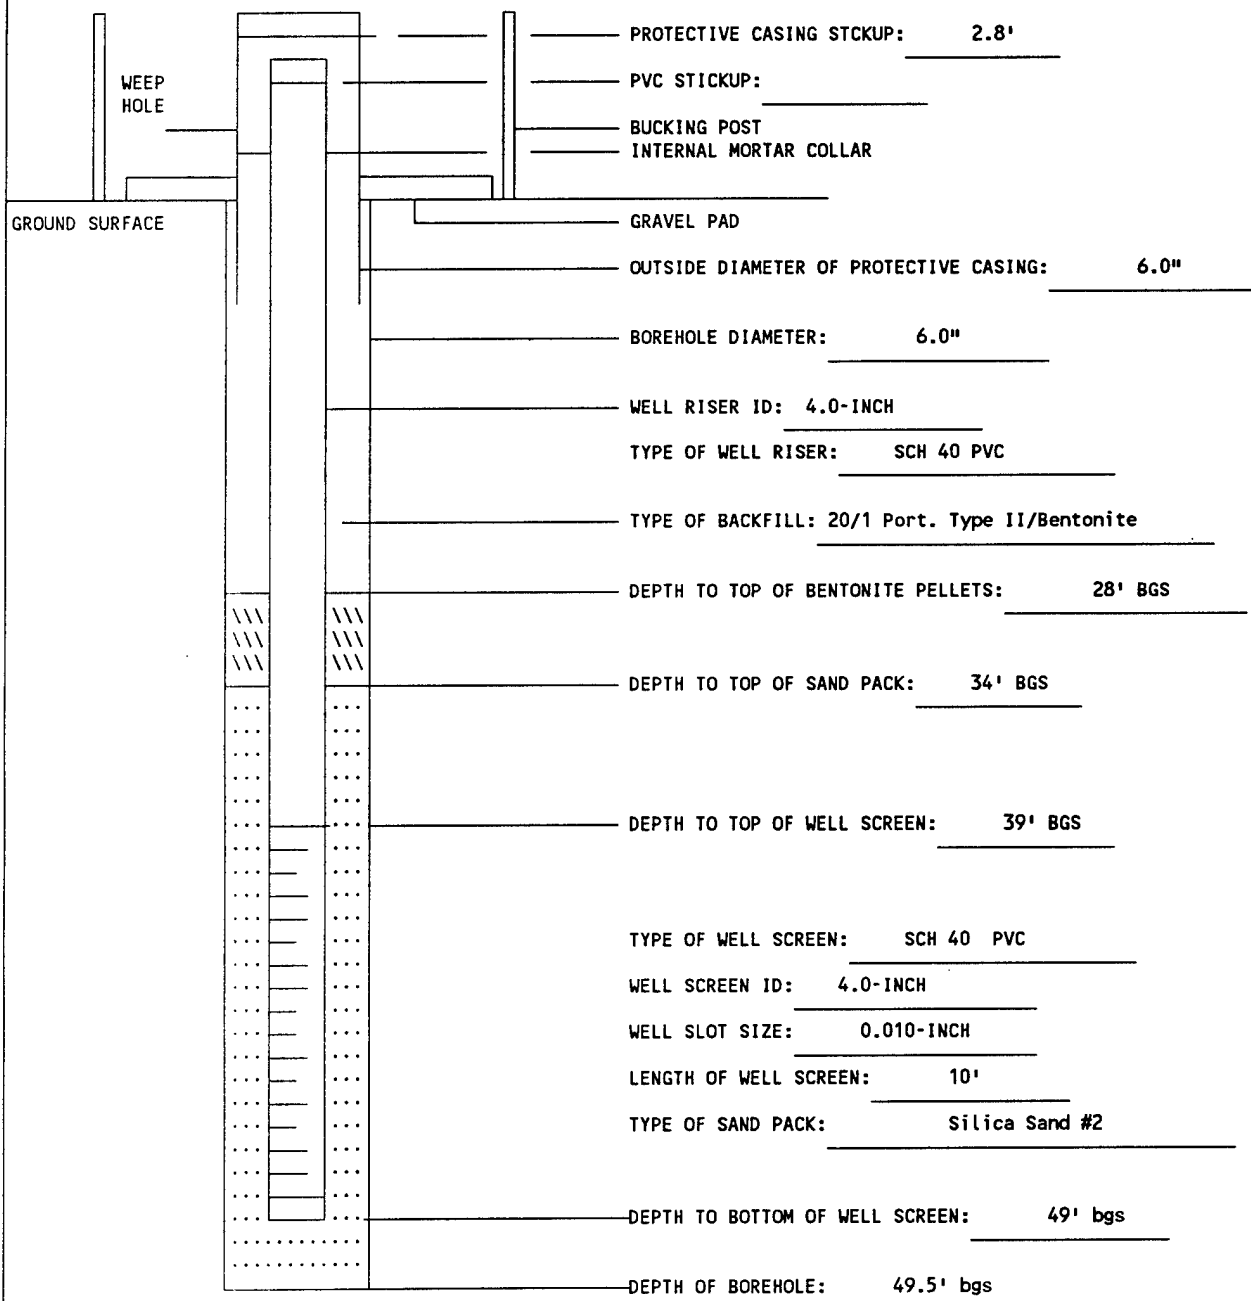 PROTECTIVE CASING STCKUP: 2.8'
WEEP
HOLE
PVC STICKUP:
BUCKING POST
INTERNAL MORTAR COLLAR
GROUND SURFACE
GRAVEL PAD
OUTSIDE DIAMETER OF PROTECTIVE CASING: 6.0"
BOREHOLE DIAMETER: 6.0"
WELL RISER ID: 4.0-INCH
TYPE OF WELL RISER: SCH 40 PVC
TYPE OF BACKFILL: 20/1 Port. Type II/Bentonite
DEPTH TO TOP OF BENTONITE PELLETS: 28' BGS
DEPTH TO TOP OF SAND PACK: 34' BGS
DEPTH TO TOP OF WELL SCREEN: 39' BGS
TYPE OF WELL SCREEN: SCH 40 PVC
WELL SCREEN ID: 4.0-INCH
WELL SLOT SIZE: 0.010-INCH
LENGTH OF WELL SCREEN: 10'
TYPE OF SAND PACK: Silica Sand #2
DEPTH TO BOTTOM OF WELL SCREEN: 49' bgs
DEPTH OF BOREHOLE: 49.5' bgs